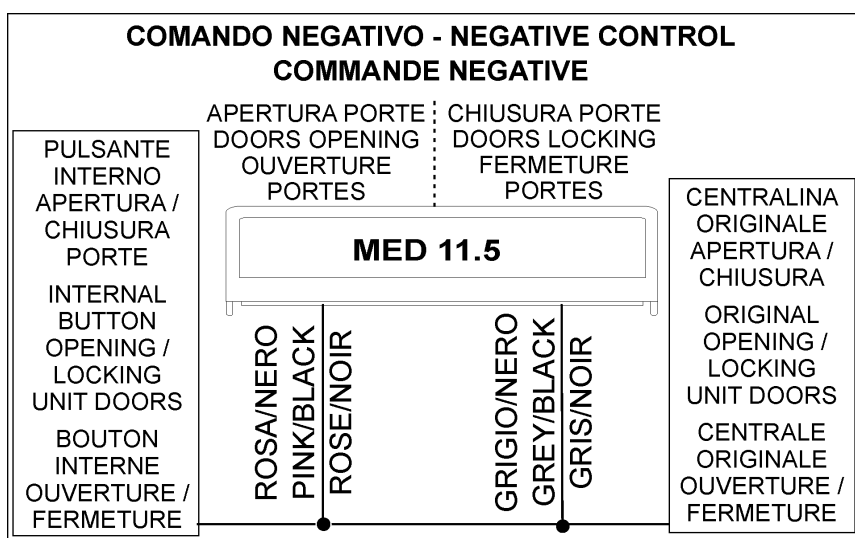 COMANDO NEGATIVO - NEGATIVE CONTROL
COMMANDE NEGATIVE
APERTURA PORTE
DOORS OPENING
OUVERTURE
PORTES
CHIUSURA PORTE
DOORS LOCKING
FERMETURE
PORTES
PULSANTE
INTERNO
APERTURA /
CHIUSURA
PORTE
INTERNAL
BUTTON
OPENING /
LOCKING
UNIT DOORS
BOUTON
INTERNE
OUVERTURE /
FERMETURE
MED 11.5
ROSA/NERO
PINK/BLACK
ROSE/NOIR
GRIGIO/NERO
GREY/BLACK
GRIS/NOIR
CENTRALINA
ORIGINALE
APERTURA /
CHIUSURA
ORIGINAL
OPENING /
LOCKING
UNIT DOORS
CENTRALE
ORIGINALE
OUVERTURE /
FERMETURE